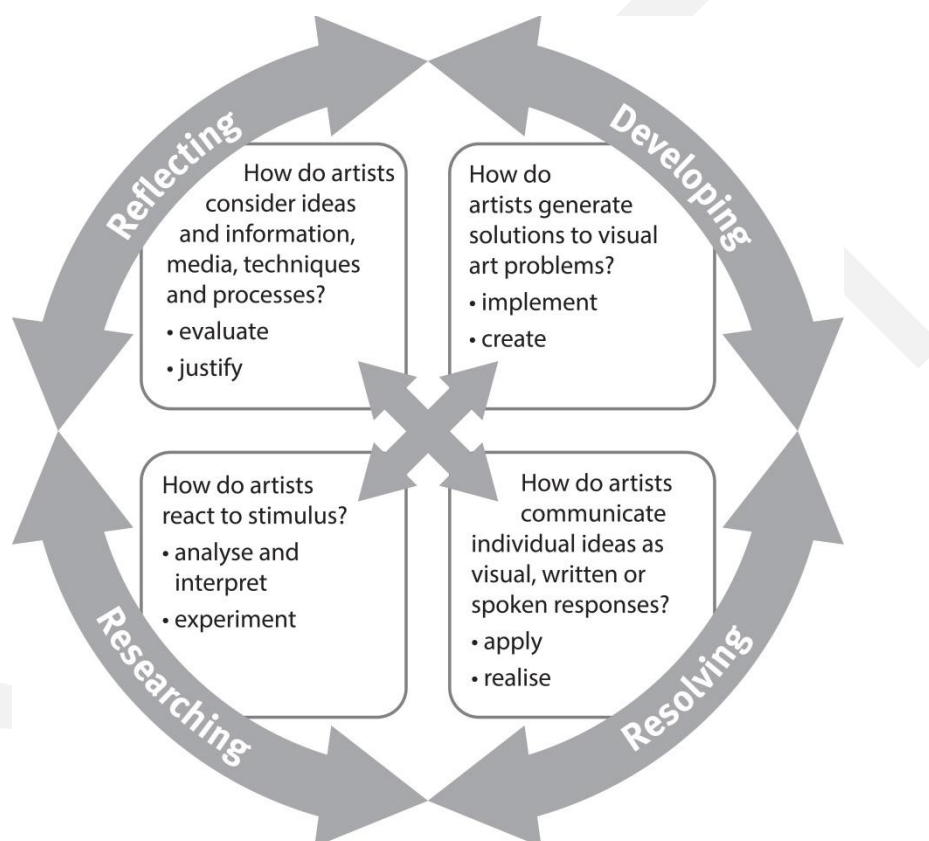 Reflecting
How do artists
consider ideas
and information,
media, techniques
and processes?
• evaluate
• justify
Developing
How do
artists generate
solutions to visual
art problems?
• implement
• create
Researching
How do artists
react to stimulus?
• analyse and
interpret
• experiment
Resolving
How do artists
communicate
individual ideas as
visual, written or
spoken responses?
• apply
• realise